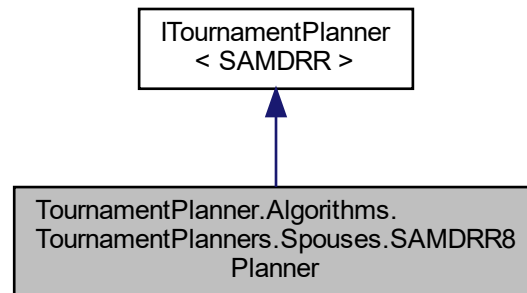 ITournamentPlanner
< SAMDRR >
TournamentPlanner.Algorithms.
TournamentPlanners.Spouses.SAMDRR8
Planner